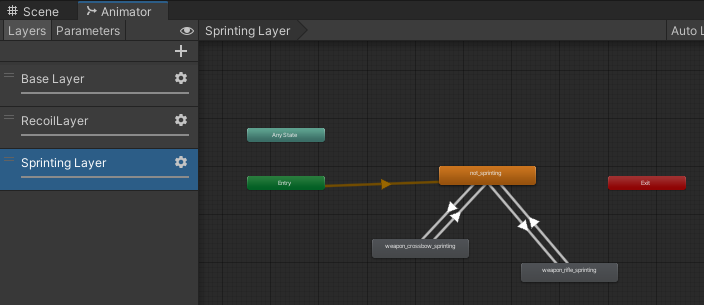 Scene Animator
Layers Parameters Sprinting Layer Auto L
Base Layer
RecoilLayer
Sprinting Layer
Any State
not_sprinting
Entry
Exit
weapon_crossbow_sprinting
weapon_rifle_sprinting